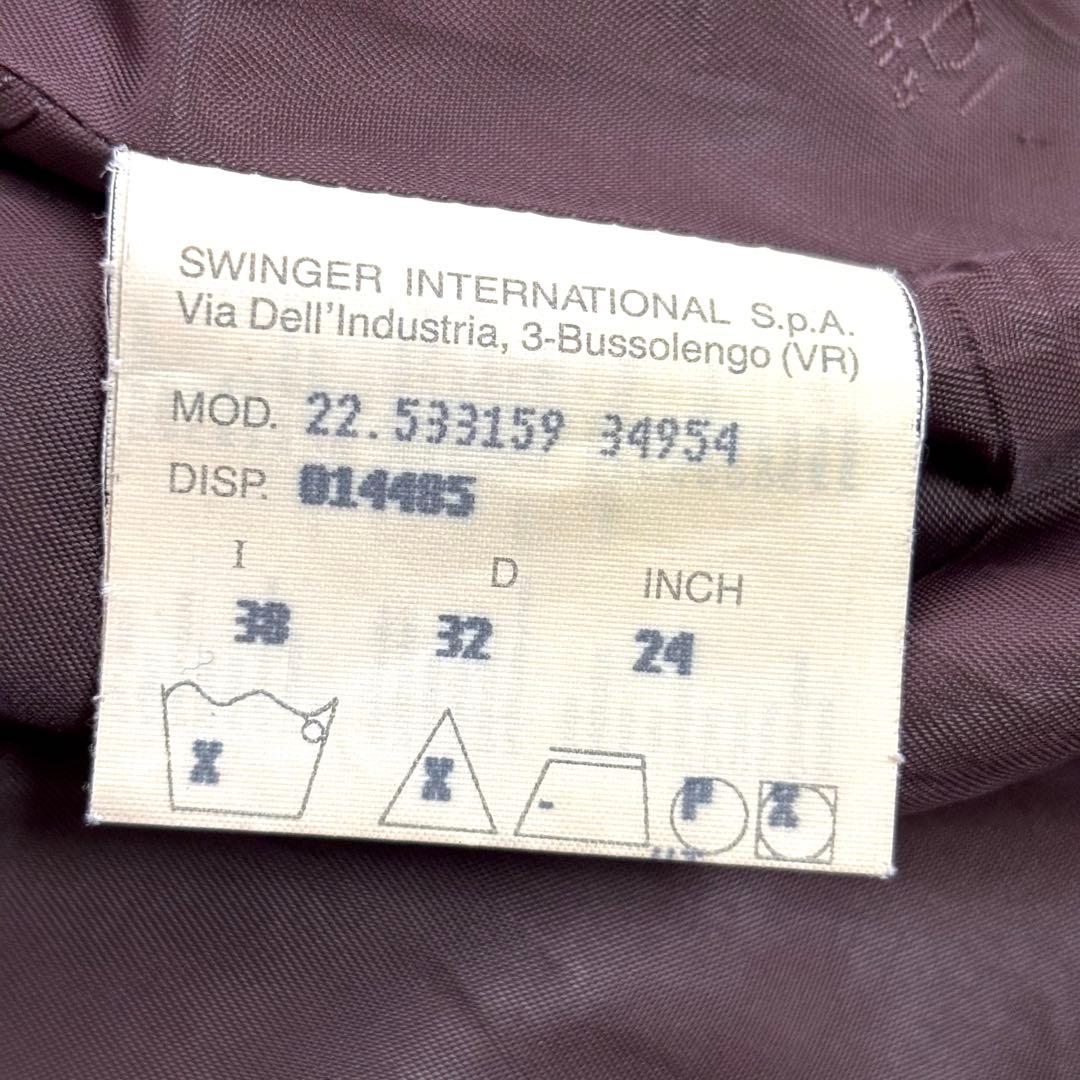 SWINGER INTERNATIONAL S.p.A.
Via Dell'Industria, 3-Bussolengo (VR)
MOD. 22.533159 34954
DISP. 014485
I D INCH
38 32 24
X X - P X